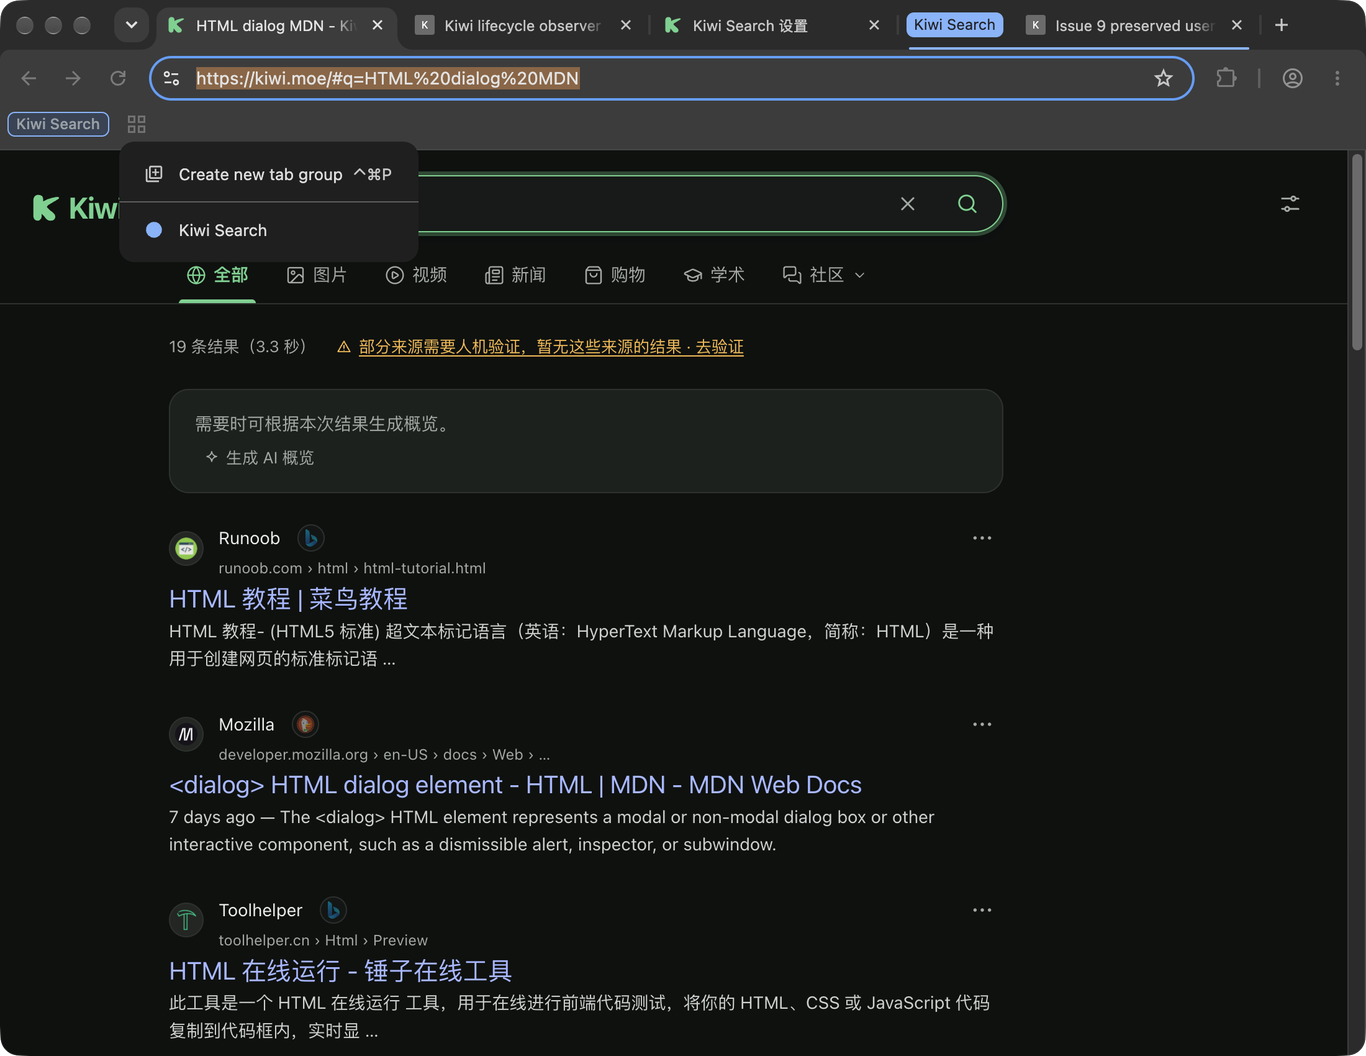 HTML dialog MDN - Ki
Kiwi lifecycle observer
Kiwi Search 设置
Kiwi Search
Issue 9 preserved user
https://kiwi.moe/#q=HTML%20dialog%20MDN
Kiwi Search
Create new tab group ^⌘P
Kiwi Search
Kiwi
全部 图片 视频 新闻 购物 学术 社区
19 条结果（3.3 秒） 部分来源需要人机验证，暂无这些来源的结果 · 去验证
需要时可根据本次结果生成概览。
生成 AI 概览
Runoob
runoob.com › html › html-tutorial.html
HTML 教程 | 菜鸟教程
HTML 教程- (HTML5 标准) 超文本标记语言（英语：HyperText Markup Language，简称：HTML）是一种
用于创建网页的标准标记语 ...
Mozilla
developer.mozilla.org › en-US › docs › Web › ...
<dialog> HTML dialog element - HTML | MDN - MDN Web Docs
7 days ago — The <dialog> HTML element represents a modal or non-modal dialog box or other
interactive component, such as a dismissible alert, inspector, or subwindow.
Toolhelper
toolhelper.cn › Html › Preview
HTML 在线运行 - 锤子在线工具
此工具是一个 HTML 在线运行 工具，用于在线进行前端代码测试，将你的 HTML、CSS 或 JavaScript 代码
复制到代码框内，实时显 ...